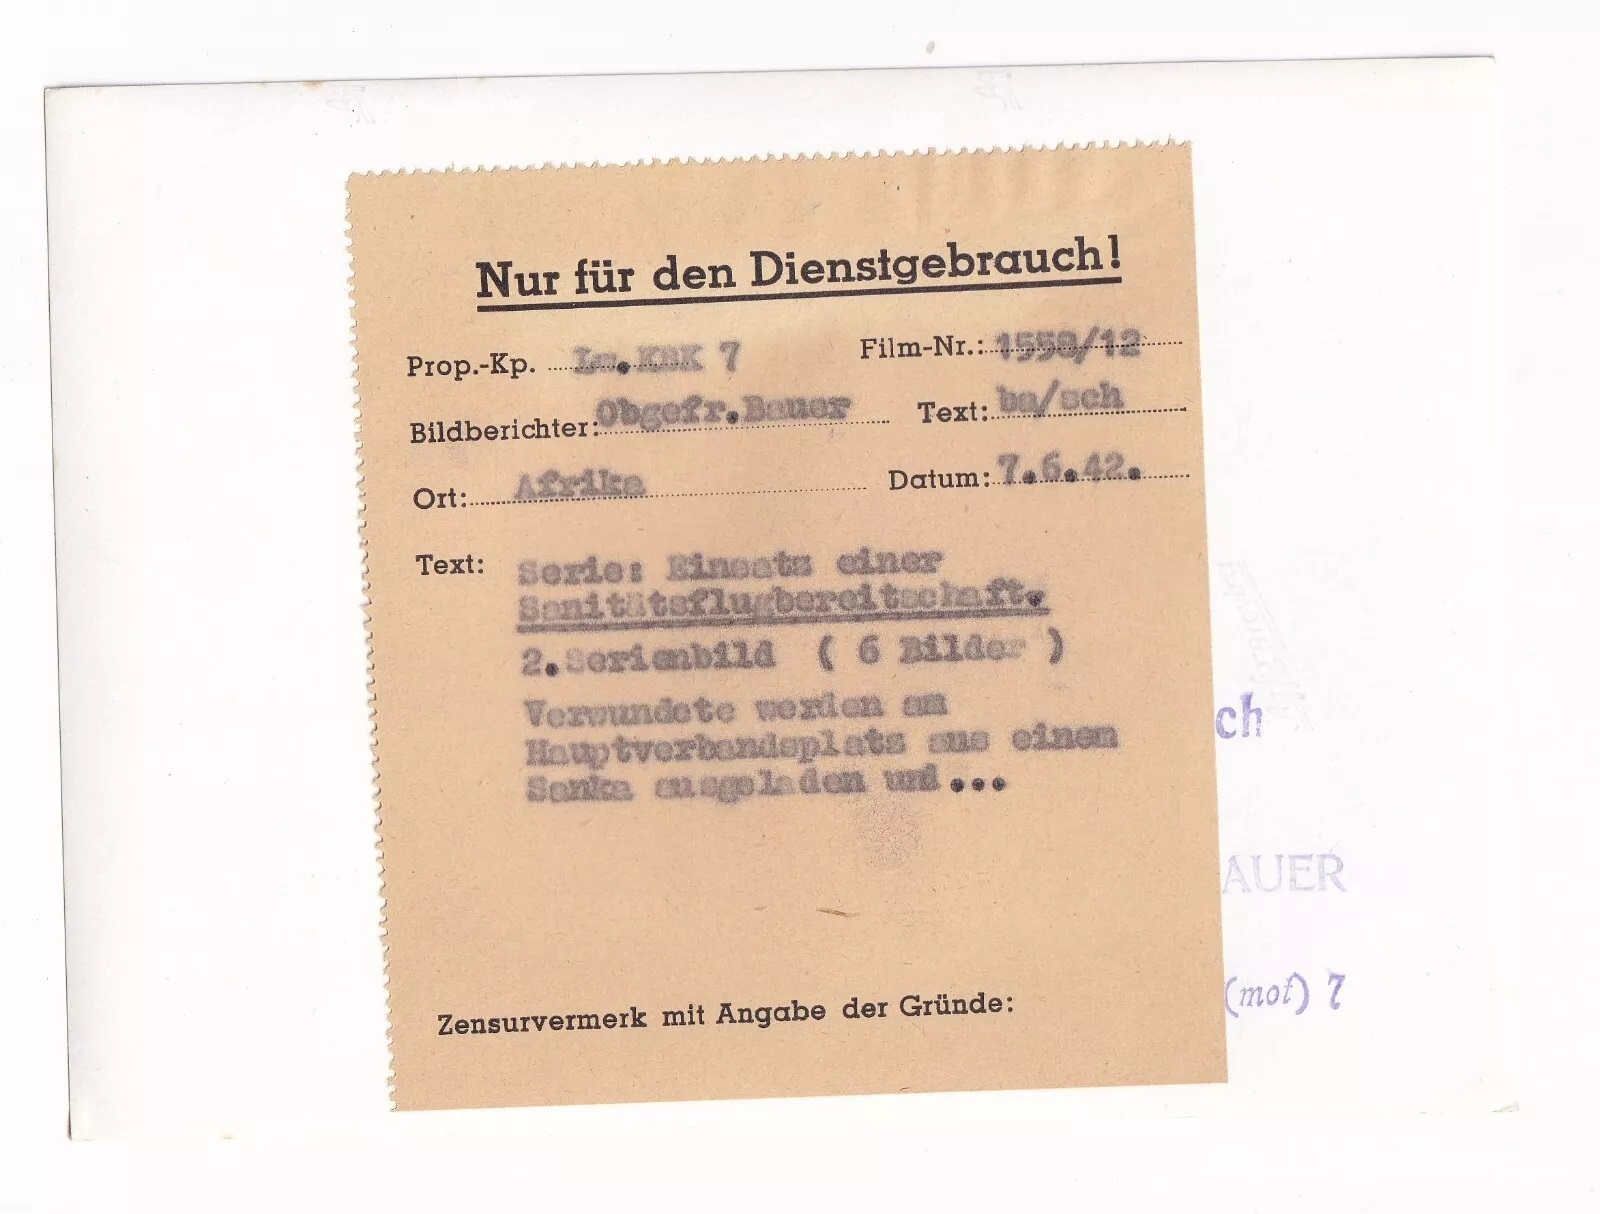 Nur für den Dienstgebrauch!
Prop.-Kp. Lw.KBK 7 Film-Nr.: 1558/12
Bildberichter: Obgefr.Bauer Text: ba/sch
Ort: Afrika Datum: 7.6.42.
Text: Serie: Einsatz einer
Sanitätsflugbereitschaft.
2.Serienbild ( 6 Bilder )
Verwundete werden am
Hauptverbandsplatz aus einem
Sanka ausgeladen und...
ch
AUER
(mot) 7
Zensurvermerk mit Angabe der Gründe: